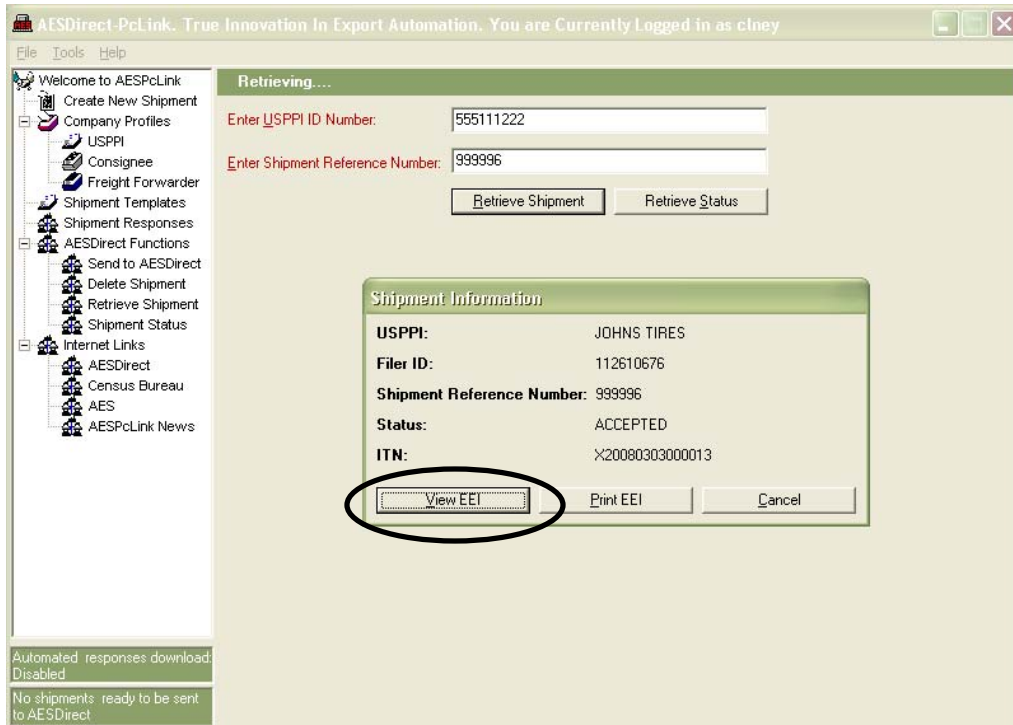 AESDirect-PcLink. True Innovation In Export Automation. You are Currently Logged in as clney
File Tools Help
Welcome to AESPcLink
Create New Shipment
Company Profiles
USPPI
Consignee
Freight Forwarder
Shipment Templates
Shipment Responses
AESDirect Functions
Send to AESDirect
Delete Shipment
Retrieve Shipment
Shipment Status
Internet Links
AESDirect
Census Bureau
AES
AESPcLink News
Automated responses download:
Disabled
No shipments ready to be sent
to AESDirect
Retrieving....
Enter USPPI ID Number: 555111222
Enter Shipment Reference Number: 999996
Retrieve Shipment Retrieve Status
Shipment Information
USPPI: JOHNS TIRES
Filer ID: 112610676
Shipment Reference Number: 999996
Status: ACCEPTED
ITN: X20080303000013
View EEI Print EEI Cancel